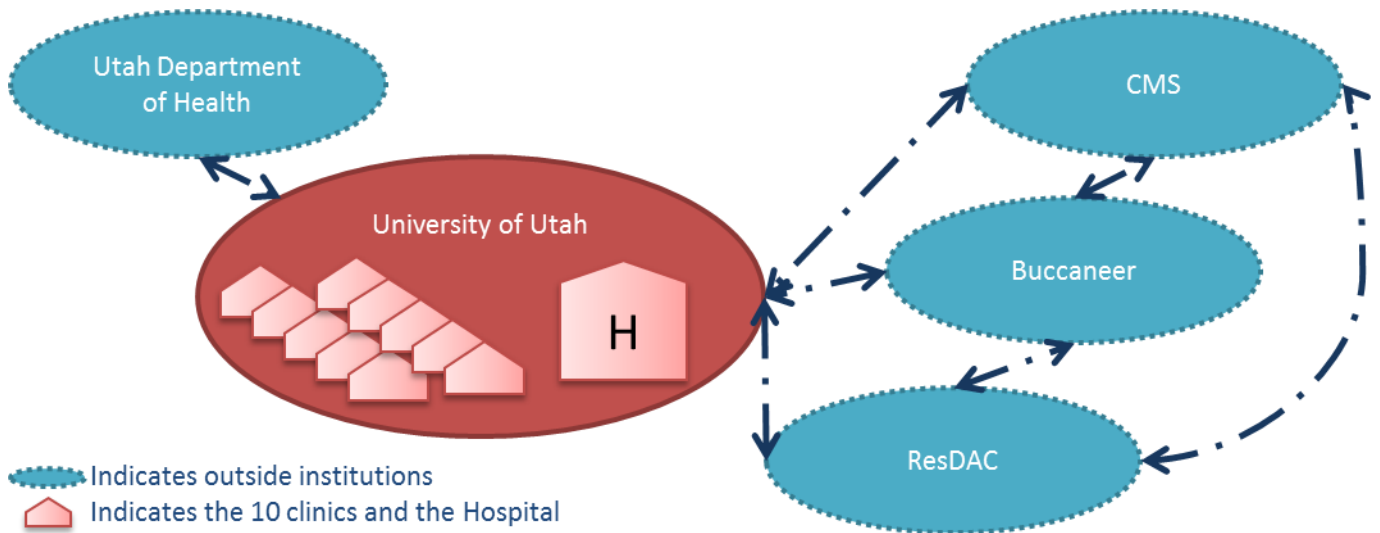 Utah Department
of Health
CMS
University of Utah
Buccaneer
H
ResDAC
Indicates outside institutions
Indicates the 10 clinics and the Hospital